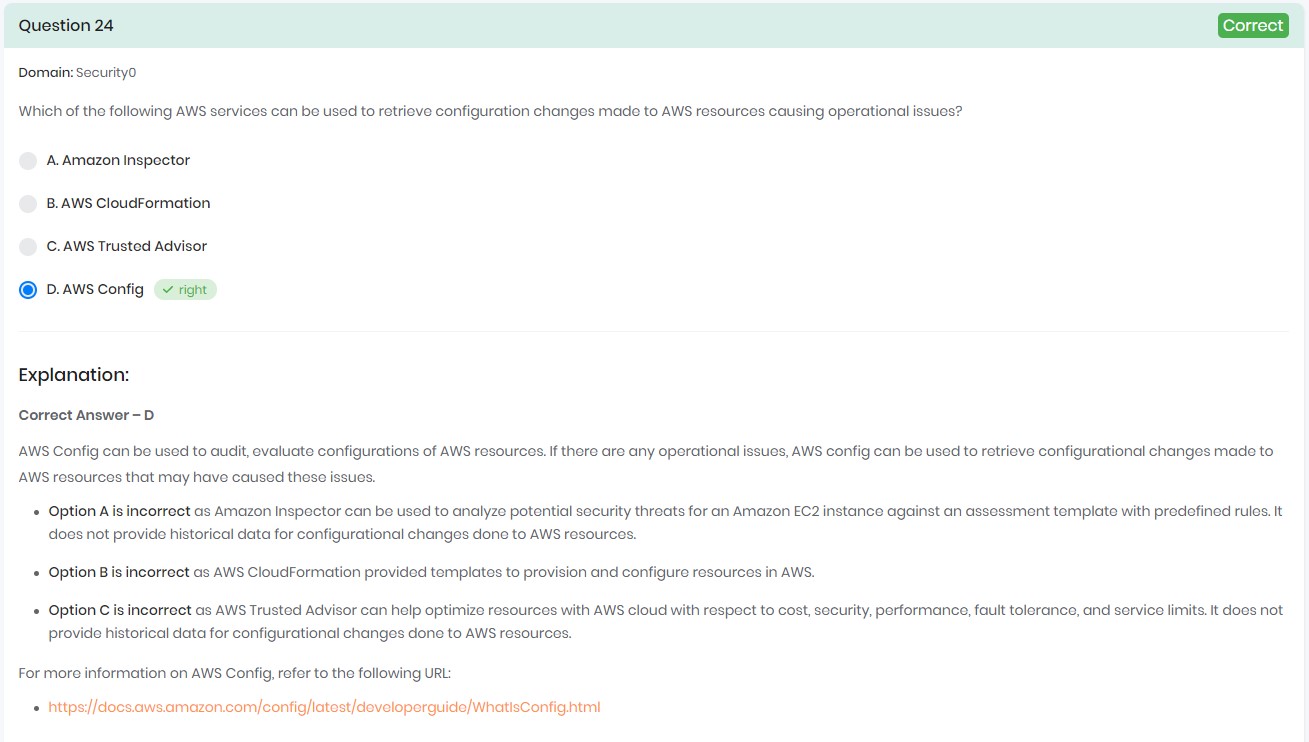 Question 24
Correct
Domain: Security0
Which of the following AWS services can be used to retrieve configuration changes made to AWS resources causing operational issues?
A. Amazon Inspector
B. AWS CloudFormation
C. AWS Trusted Advisor
D. AWS Config
right
Explanation:
Correct Answer – D
AWS Config can be used to audit, evaluate configurations of AWS resources. If there are any operational issues, AWS config can be used to retrieve configurational changes made to
AWS resources that may have caused these issues.
Option A is incorrect as Amazon Inspector can be used to analyze potential security threats for an Amazon EC2 instance against an assessment template with predefined rules. It
does not provide historical data for configurational changes done to AWS resources.
Option B is incorrect as AWS CloudFormation provided templates to provision and configure resources in AWS.
Option C is incorrect as AWS Trusted Advisor can help optimize resources with AWS cloud with respect to cost, security, performance, fault tolerance, and service limits. It does not
provide historical data for configurational changes done to AWS resources.
For more information on AWS Config, refer to the following URL:
https://docs.aws.amazon.com/config/latest/developerguide/WhatIsConfig.html